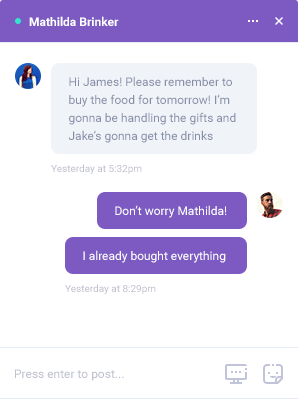 Mathilda Brinker
Hi James! Please remember to
buy the food for tomorrow! I'm
gonna be handling the gifts and
Jake's gonna get the drinks
Yesterday at 5:32pm
Don't worry Mathilda!
I already bought everything
Yesterday at 8:29pm
Press enter to post...